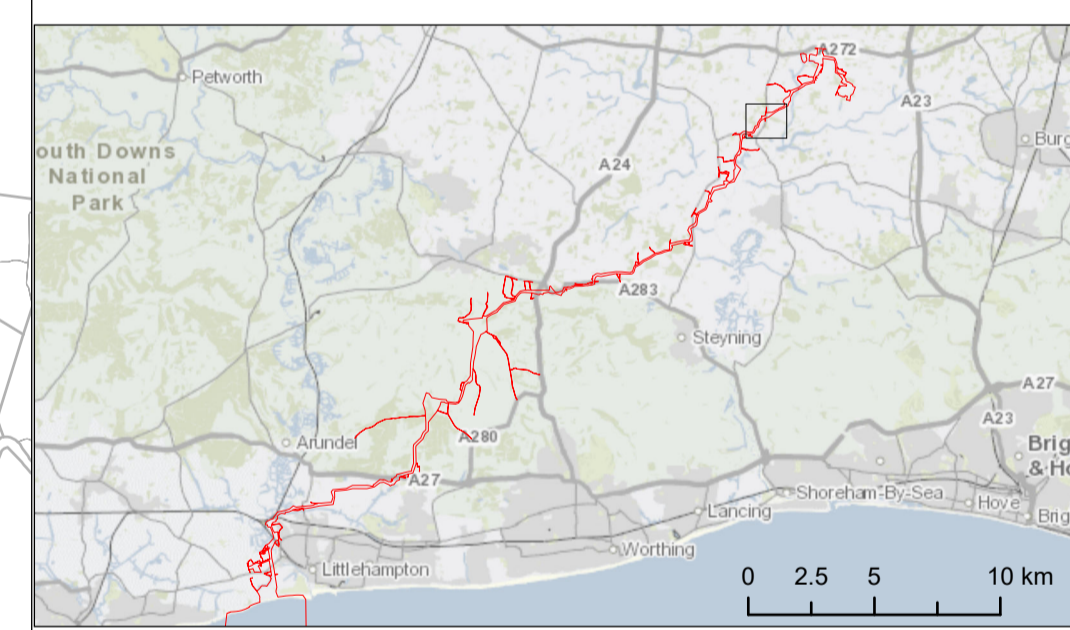 A272
Petworth
A23
Burg
outh Downs
National
Park
A24
A283
Steyning
A27
A23
Arundel
A280
Brig
& Ho
A27
Shoreham-By-Sea
Hove
Lancing
Brig
Worthing
Littlehampton
0 2.5 5 10 km